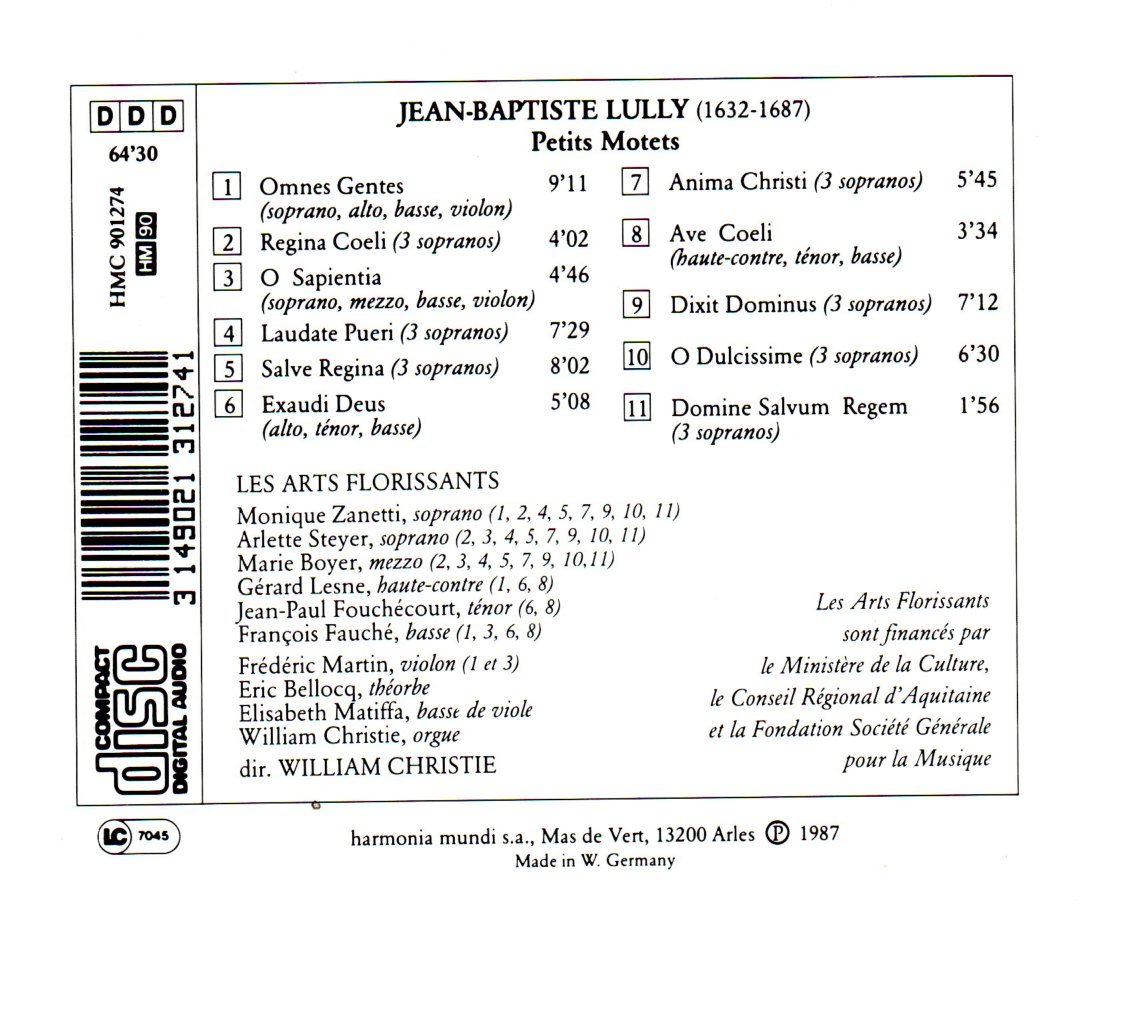 D D D
64'30
HMC 901274
HM 90
3 149021 312741
COMPACT
disc
DIGITAL AUDIO
JEAN-BAPTISTE LULLY (1632-1687)
Petits Motets
1 Omnes Gentes 9'11
(soprano, alto, basse, violon)
2 Regina Coeli (3 sopranos) 4'02
3 O Sapientia 4'46
(soprano, mezzo, basse, violon)
4 Laudate Pueri (3 sopranos) 7'29
5 Salve Regina (3 sopranos) 8'02
6 Exaudi Deus 5'08
(alto, ténor, basse)
7 Anima Christi (3 sopranos) 5'45
8 Ave Coeli 3'34
(haute-contre, ténor, basse)
9 Dixit Dominus (3 sopranos) 7'12
10 O Dulcissime (3 sopranos) 6'30
11 Domine Salvum Regem 1'56
(3 sopranos)
LES ARTS FLORISSANTS
Monique Zanetti, soprano (1, 2, 4, 5, 7, 9, 10, 11)
Arlette Steyer, soprano (2, 3, 4, 5, 7, 9, 10, 11)
Marie Boyer, mezzo (2, 3, 4, 5, 7, 9, 10,11)
Gérard Lesne, haute-contre (1, 6, 8)
Jean-Paul Fouchécourt, ténor (6, 8)
François Fauché, basse (1, 3, 6, 8)
Frédéric Martin, violon (1 et 3)
Eric Bellocq, théorbe
Elisabeth Matiffa, basse de viole
William Christie, orgue
dir. WILLIAM CHRISTIE
Les Arts Florissants
sont financés par
le Ministère de la Culture,
le Conseil Régional d'Aquitaine
et la Fondation Société Générale
pour la Musique
LC 7045
harmonia mundi s.a., Mas de Vert, 13200 Arles Ⓟ 1987
Made in W. Germany